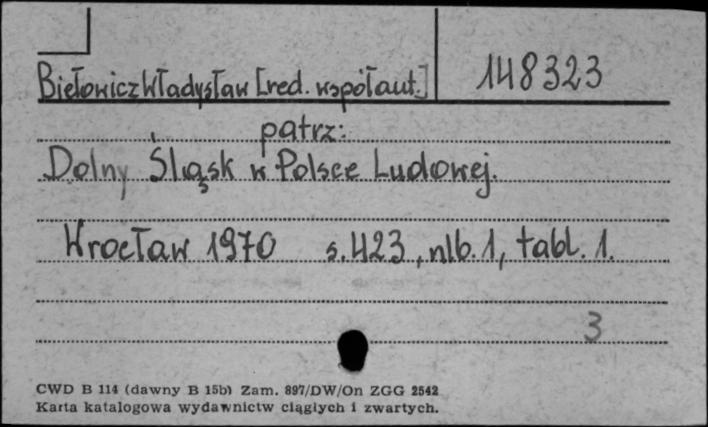 Biełowicz Władysław [red. współaut.]
148323
patrz:
Dolny Śląsk w Polsce Ludowej.
Wrocław 1970 s. 423, nlb. 1, tabl. 1.
3
CWD B 114 (dawny B 15b) Zam. 897/DW/On ZGG 2542
Karta katalogowa wydawnictw ciągłych i zwartych.